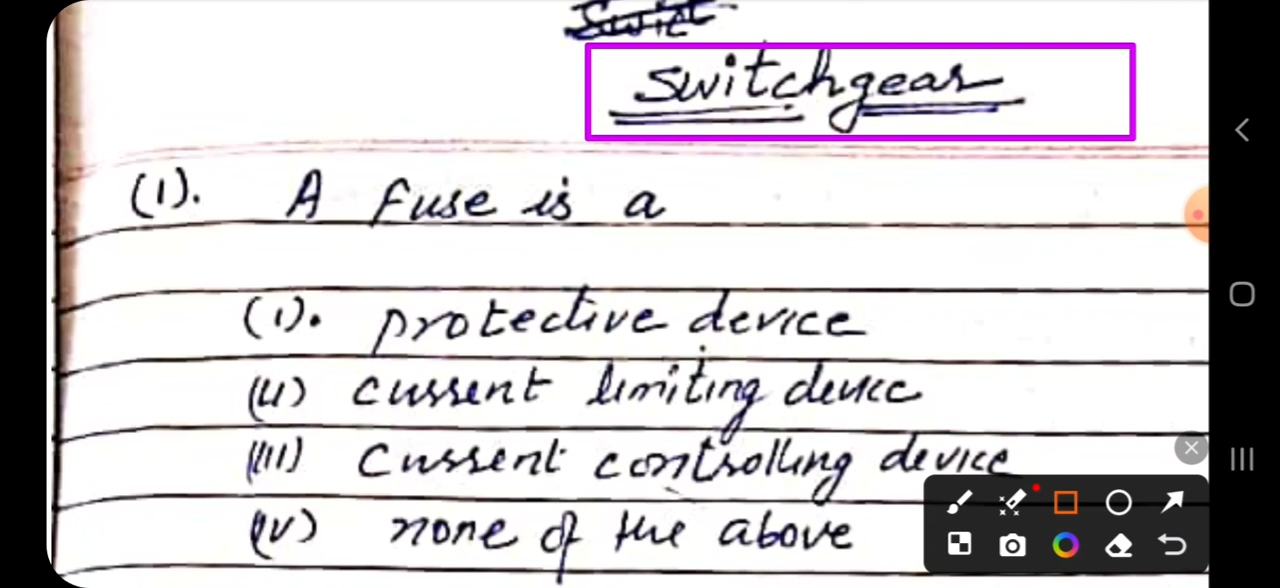 Swict
Switchgear
(1). A fuse is a
(i). protective device
(ii) current limiting device
(iii) current controlling device
(iv) none of the above